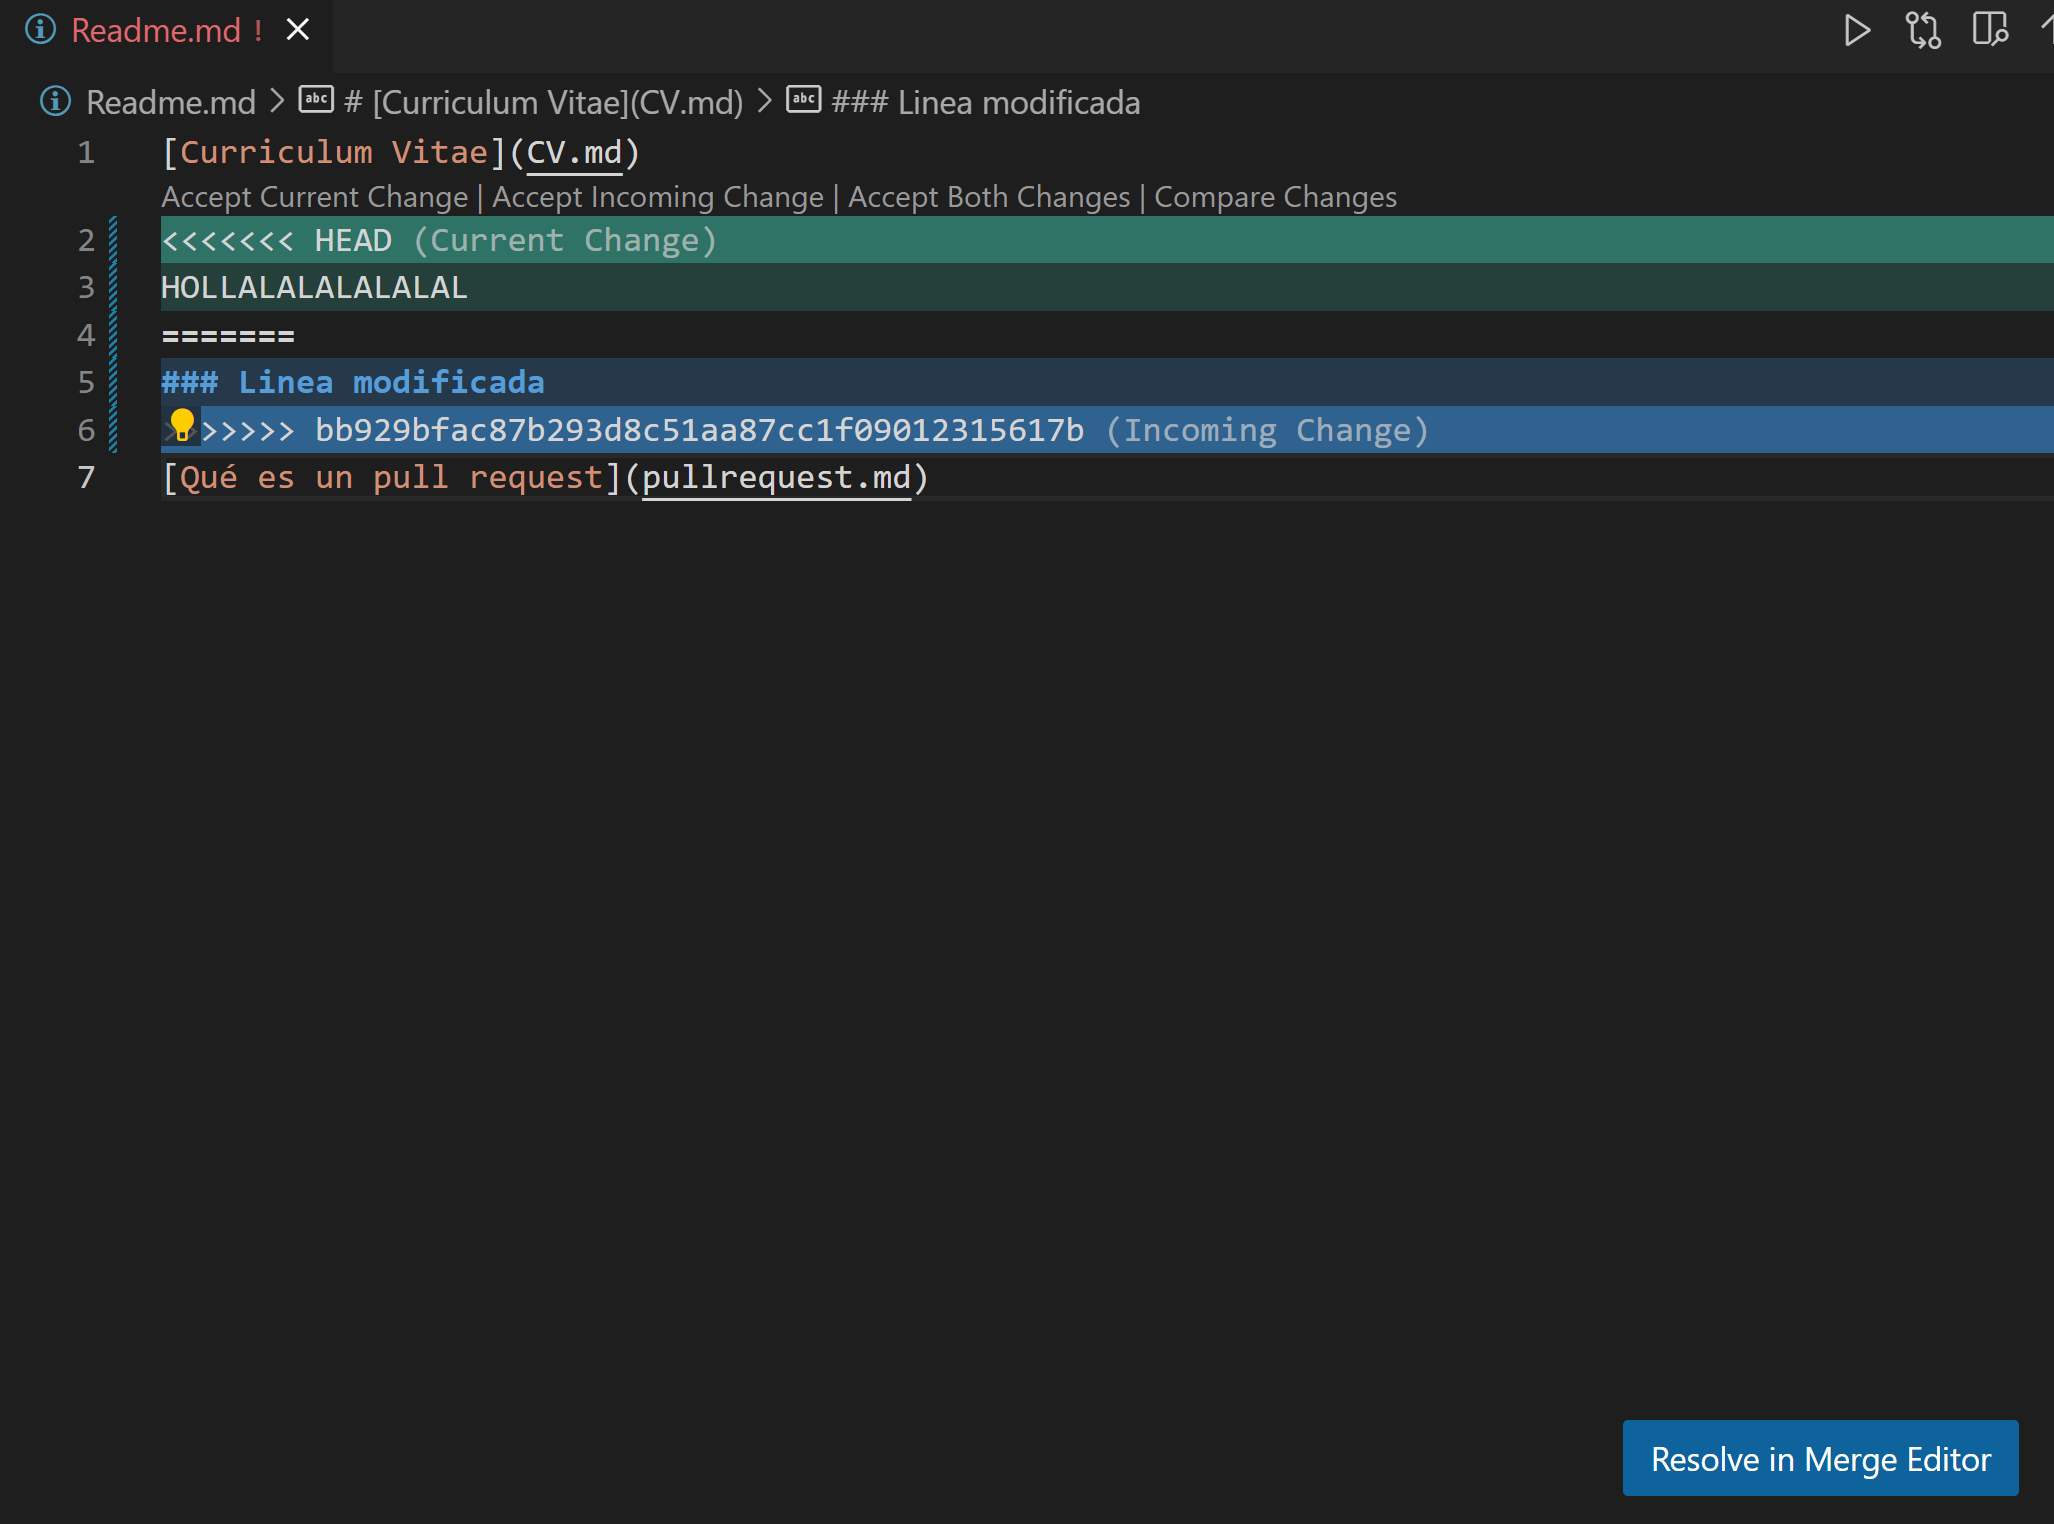 Readme.md !
Readme.md > # [Curriculum Vitae](CV.md) > ### Linea modificada
1 [Curriculum Vitae](CV.md)
Accept Current Change | Accept Incoming Change | Accept Both Changes | Compare Changes
2 <<<<<<< HEAD (Current Change)
3 HOLLALALALALALAL
4 =======
5 ### Linea modificada
6 >>>>>>> bb929bfac87b293d8c51aa87cc1f09012315617b (Incoming Change)
7 [Qué es un pull request](pullrequest.md)
Resolve in Merge Editor